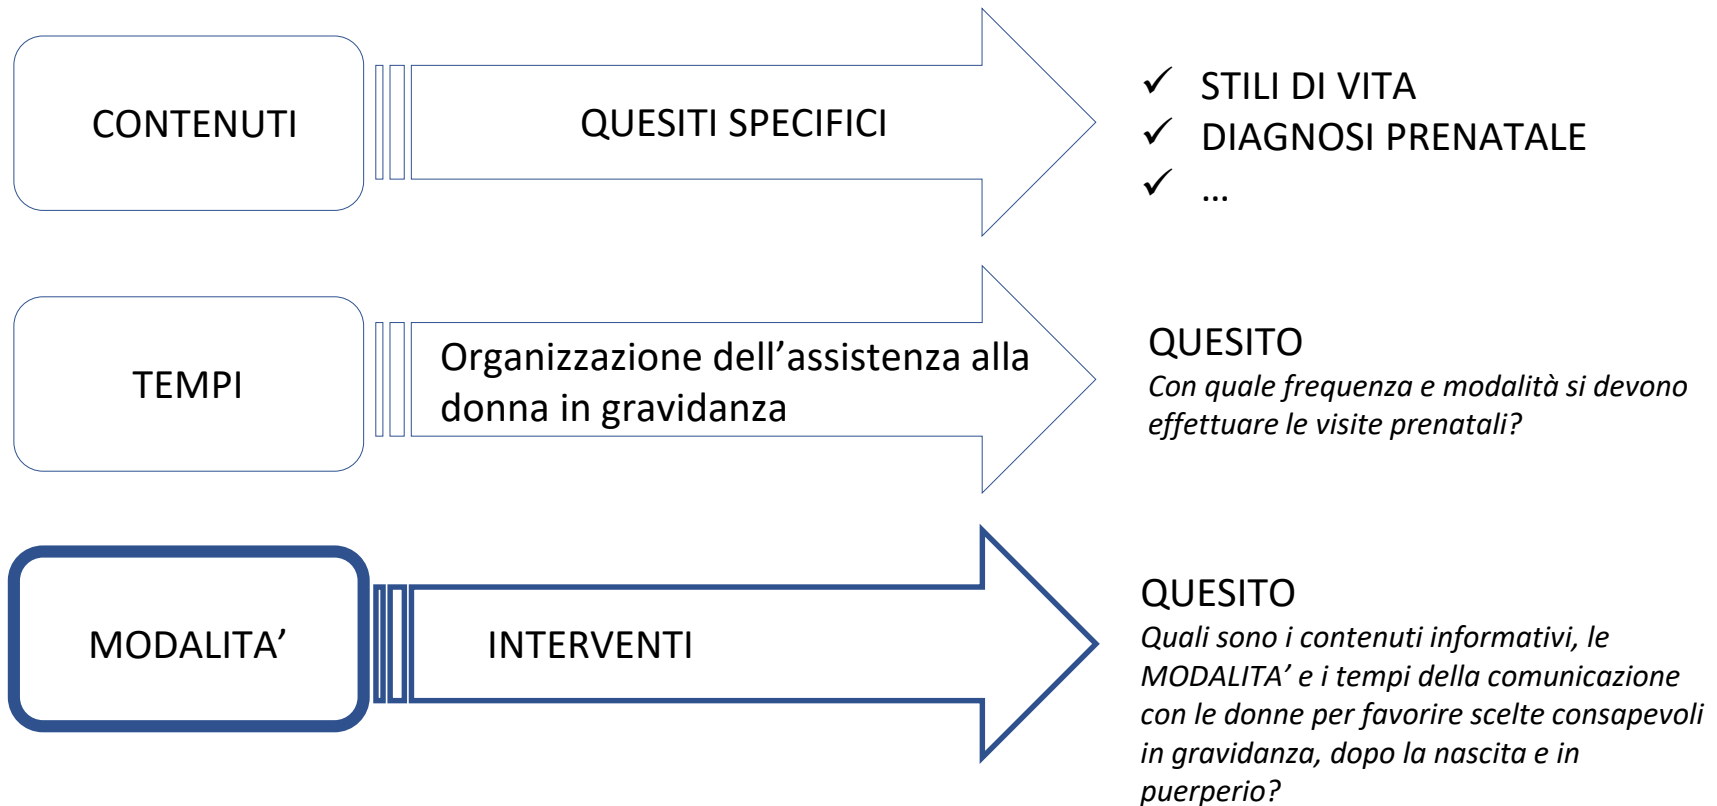 CONTENUTI
QUESITI SPECIFICI
✓ STILI DI VITA
✓ DIAGNOSI PRENATALE
✓ ...
TEMPI
Organizzazione dell’assistenza alla
donna in gravidanza
QUESITO
Con quale frequenza e modalità si devono
effettuare le visite prenatali?
MODALITA’
INTERVENTI
QUESITO
Quali sono i contenuti informativi, le
MODALITA’ e i tempi della comunicazione
con le donne per favorire scelte consapevoli
in gravidanza, dopo la nascita e in
puerperio?